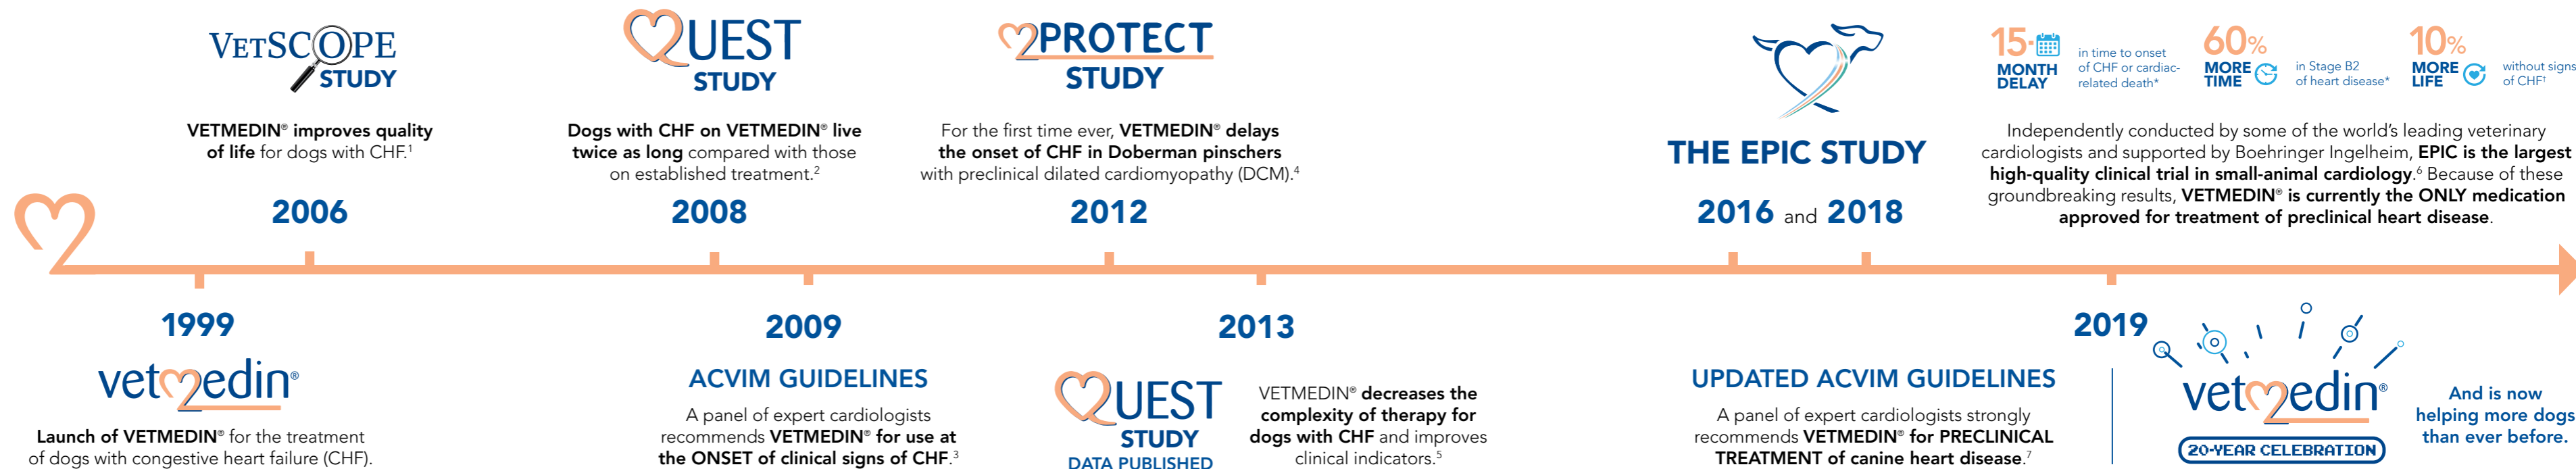 VETSCOPE
STUDY
VETMEDIN® improves quality
of life for dogs with CHF.1
2006
QUEST
STUDY
Dogs with CHF on VETMEDIN® live
twice as long compared with those
on established treatment.2
2008
PROTECT
STUDY
For the first time ever, VETMEDIN® delays
the onset of CHF in Doberman pinschers
with preclinical dilated cardiomyopathy (DCM).4
2012
THE EPIC STUDY
2016 and 2018
15-
MONTH
DELAY
in time to onset
of CHF or cardiac-
related death*
60%
MORE
TIME
in Stage B2
of heart disease*
10%
MORE
LIFE
without signs
of CHF†
Independently conducted by some of the world's leading veterinary
cardiologists and supported by Boehringer Ingelheim, EPIC is the largest
high-quality clinical trial in small-animal cardiology.6 Because of these
groundbreaking results, VETMEDIN® is currently the ONLY medication
approved for treatment of preclinical heart disease.
1999
vetmedin®
Launch of VETMEDIN® for the treatment
of dogs with congestive heart failure (CHF).
2009
ACVIM GUIDELINES
A panel of expert cardiologists
recommends VETMEDIN® for use at
the ONSET of clinical signs of CHF.3
2013
QUEST
STUDY
DATA PUBLISHED
VETMEDIN® decreases the
complexity of therapy for
dogs with CHF and improves
clinical indicators.5
2019
UPDATED ACVIM GUIDELINES
A panel of expert cardiologists strongly
recommends VETMEDIN® for PRECLINICAL
TREATMENT of canine heart disease.7
vetmedin®
20-YEAR CELEBRATION
And is now
helping more dogs
than ever before.